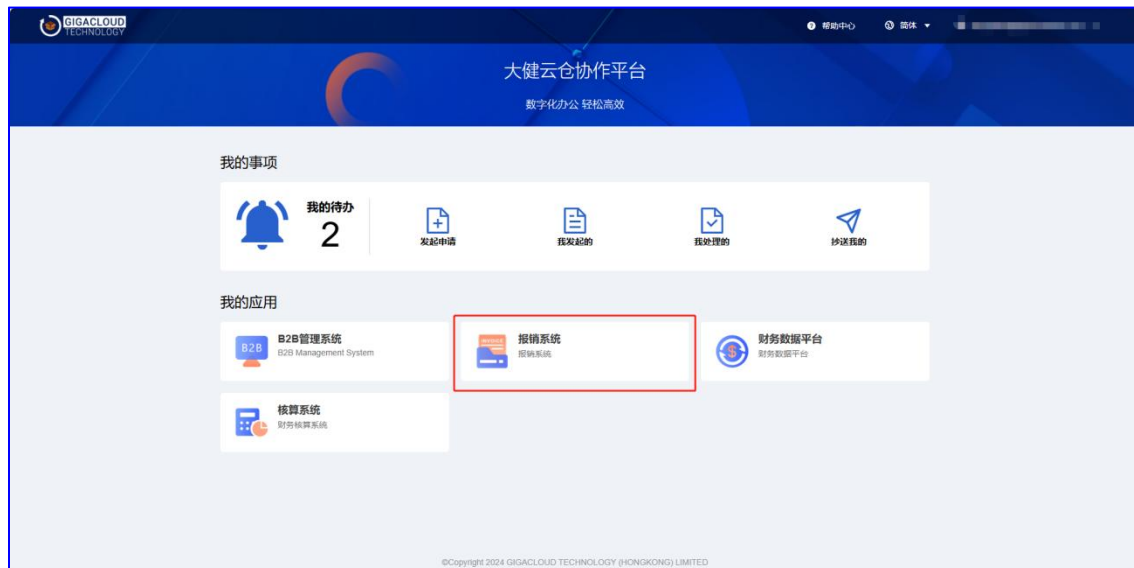 GIGACLOUD
TECHNOLOGY
帮助中心
简体
大健云仓协作平台
数字化办公 轻松高效
我的事项
我的待办
2
发起申请
我发起的
我处理的
抄送我的
我的应用
B2B
B2B管理系统
B2B Management System
报销系统
报销系统
财务数据平台
财务数据平台
核算系统
财务核算系统
©Copyright 2024 GIGACLOUD TECHNOLOGY (HONGKONG) LIMITED